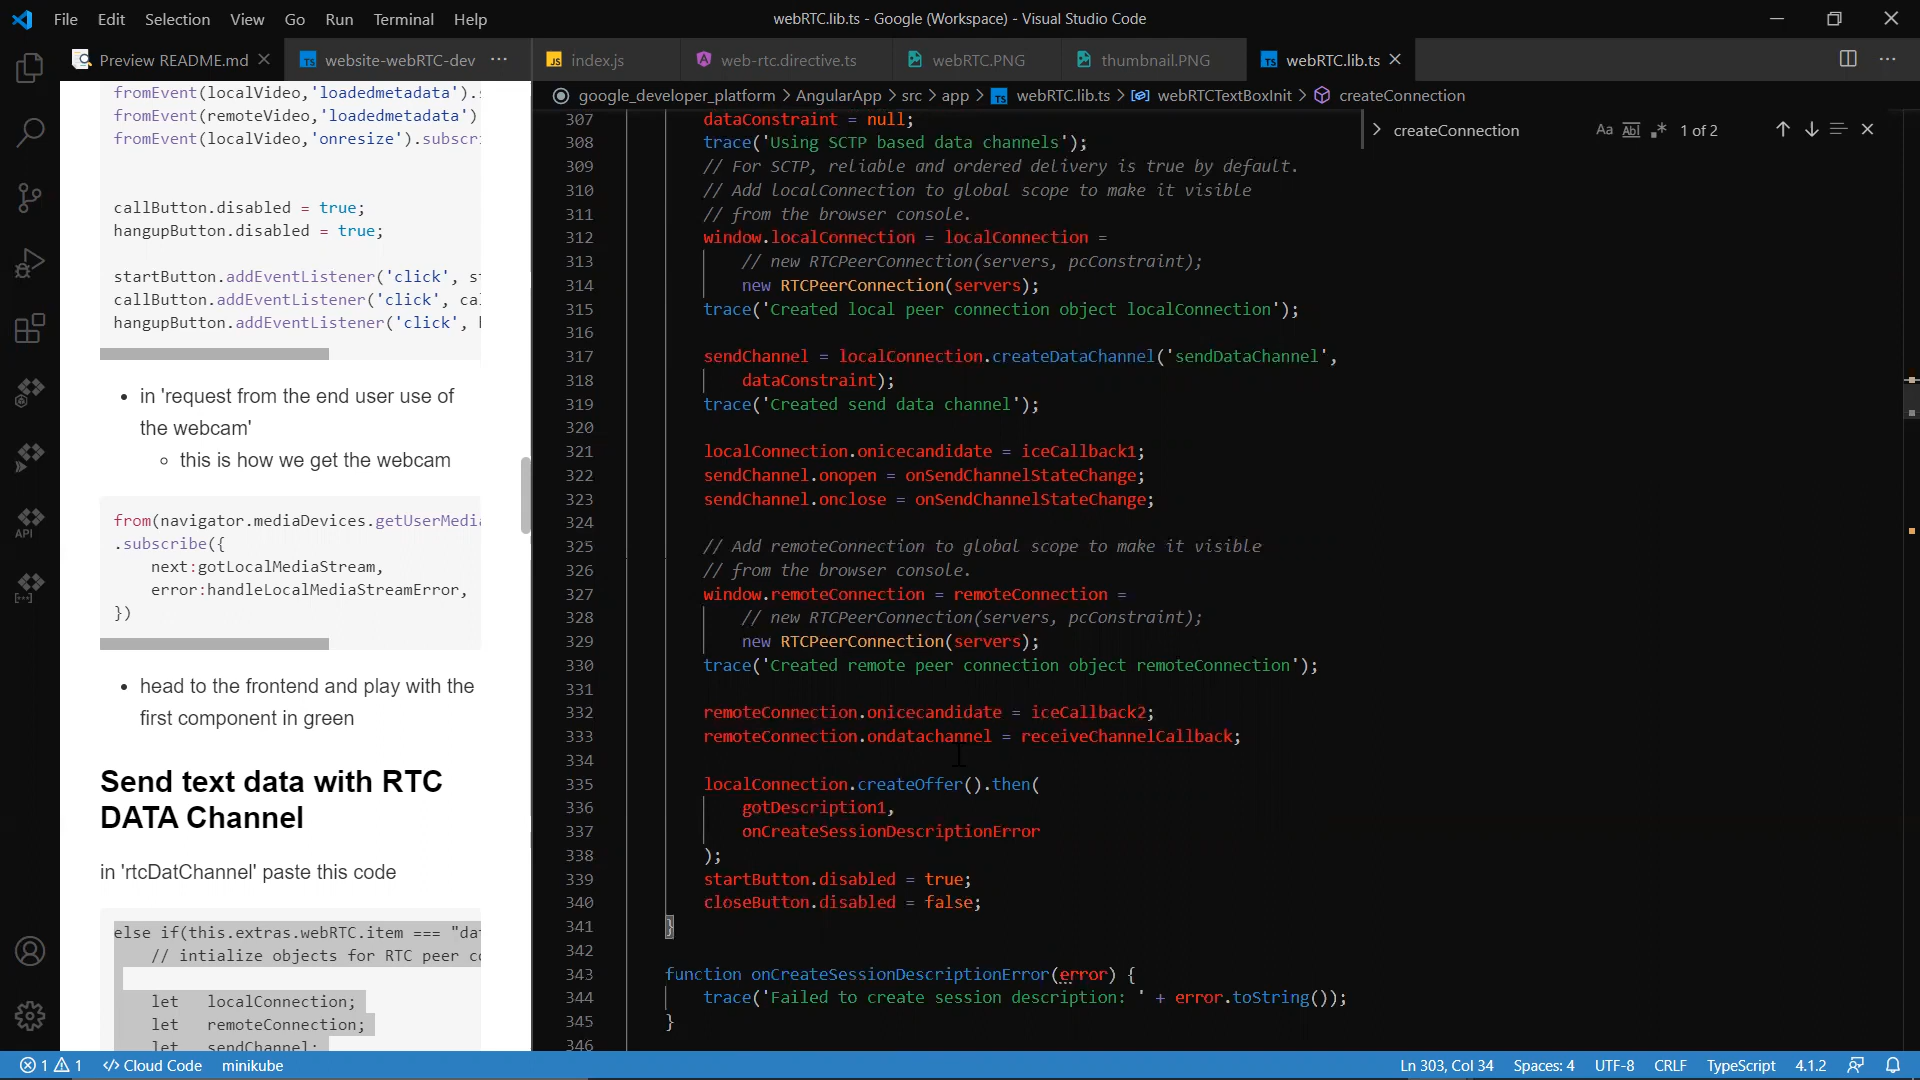 File Edit Selection View Go Run Terminal Help
webRTC.lib.ts - Google (Workspace) - Visual Studio Code
Preview README.md
website-webRTC-dev
index.js
web-rtc.directive.ts
webRTC.PNG
thumbnail.PNG
webRTC.lib.ts
google_developer_platform > AngularApp > src > app > webRTC.lib.ts > webRTCTextBoxInit > createConnection
createConnection
1 of 2
fromEvent(localVideo,'loadedmetadata').
fromEvent(remoteVideo,'loadedmetadata')
fromEvent(localVideo,'onresize').subscr
callButton.disabled = true;
hangupButton.disabled = true;
startButton.addEventListener('click', s
callButton.addEventListener('click', ca
hangupButton.addEventListener('click',
• in 'request from the end user use of
the webcam'
◦ this is how we get the webcam
from(navigator.mediaDevices.getUserMedi
.subscribe({
next:gotLocalMediaStream,
error:handleLocalMediaStreamError,
})
• head to the frontend and play with the
first component in green
Send text data with RTC
DATA Channel
in 'rtcDatChannel' paste this code
else if(this.extras.webRTC.item === "da
// intialize objects for RTC peer c
let localConnection;
let remoteConnection;
let sendChannel;
307 dataConstraint = null;
308 trace('Using SCTP based data channels');
309 // For SCTP, reliable and ordered delivery is true by default.
310 // Add localConnection to global scope to make it visible
311 // from the browser console.
312 window.localConnection = localConnection =
313 // new RTCPeerConnection(servers, pcConstraint);
314 new RTCPeerConnection(servers);
315 trace('Created local peer connection object localConnection');
316
317 sendChannel = localConnection.createDataChannel('sendDataChannel',
318 dataConstraint);
319 trace('Created send data channel');
320
321 localConnection.onicecandidate = iceCallback1;
322 sendChannel.onopen = onSendChannelStateChange;
323 sendChannel.onclose = onSendChannelStateChange;
324
325 // Add remoteConnection to global scope to make it visible
326 // from the browser console.
327 window.remoteConnection = remoteConnection =
328 // new RTCPeerConnection(servers, pcConstraint);
329 new RTCPeerConnection(servers);
330 trace('Created remote peer connection object remoteConnection');
331
332 remoteConnection.onicecandidate = iceCallback2;
333 remoteConnection.ondatachannel = receiveChannelCallback;
334
335 localConnection.createOffer().then(
336 gotDescription1,
337 onCreateSessionDescriptionError
338 );
339 startButton.disabled = true;
340 closeButton.disabled = false;
341 }
342
343 function onCreateSessionDescriptionError(error) {
344 trace('Failed to create session description: ' + error.toString());
345 }
346
1 1 Cloud Code minikube
Ln 303, Col 34 Spaces: 4 UTF-8 CRLF TypeScript 4.1.2